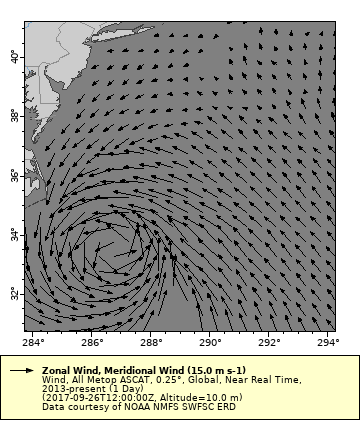 40°
38°
36°
34°
32°
284° 286° 288° 290° 292° 294°
Zonal Wind, Meridional Wind (15.0 m s-1)
Wind, All Metop ASCAT, 0.25°, Global, Near Real Time,
2013-present (1 Day)
(2017-09-26T12:00:00Z, Altitude=10.0 m)
Data courtesy of NOAA NMFS SWFSC ERD